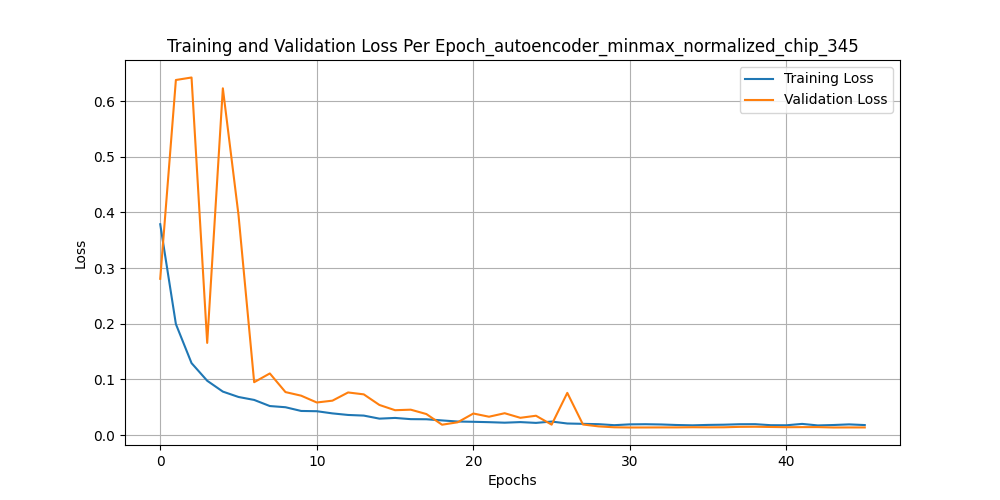 Training and Validation Loss Per Epoch_autoencoder_minmax_normalized_chip_345
Training Loss
Validation Loss
0.6
0.5
0.4
0.3
0.2
0.1
0.0
Loss
0 10 20 30 40
Epochs